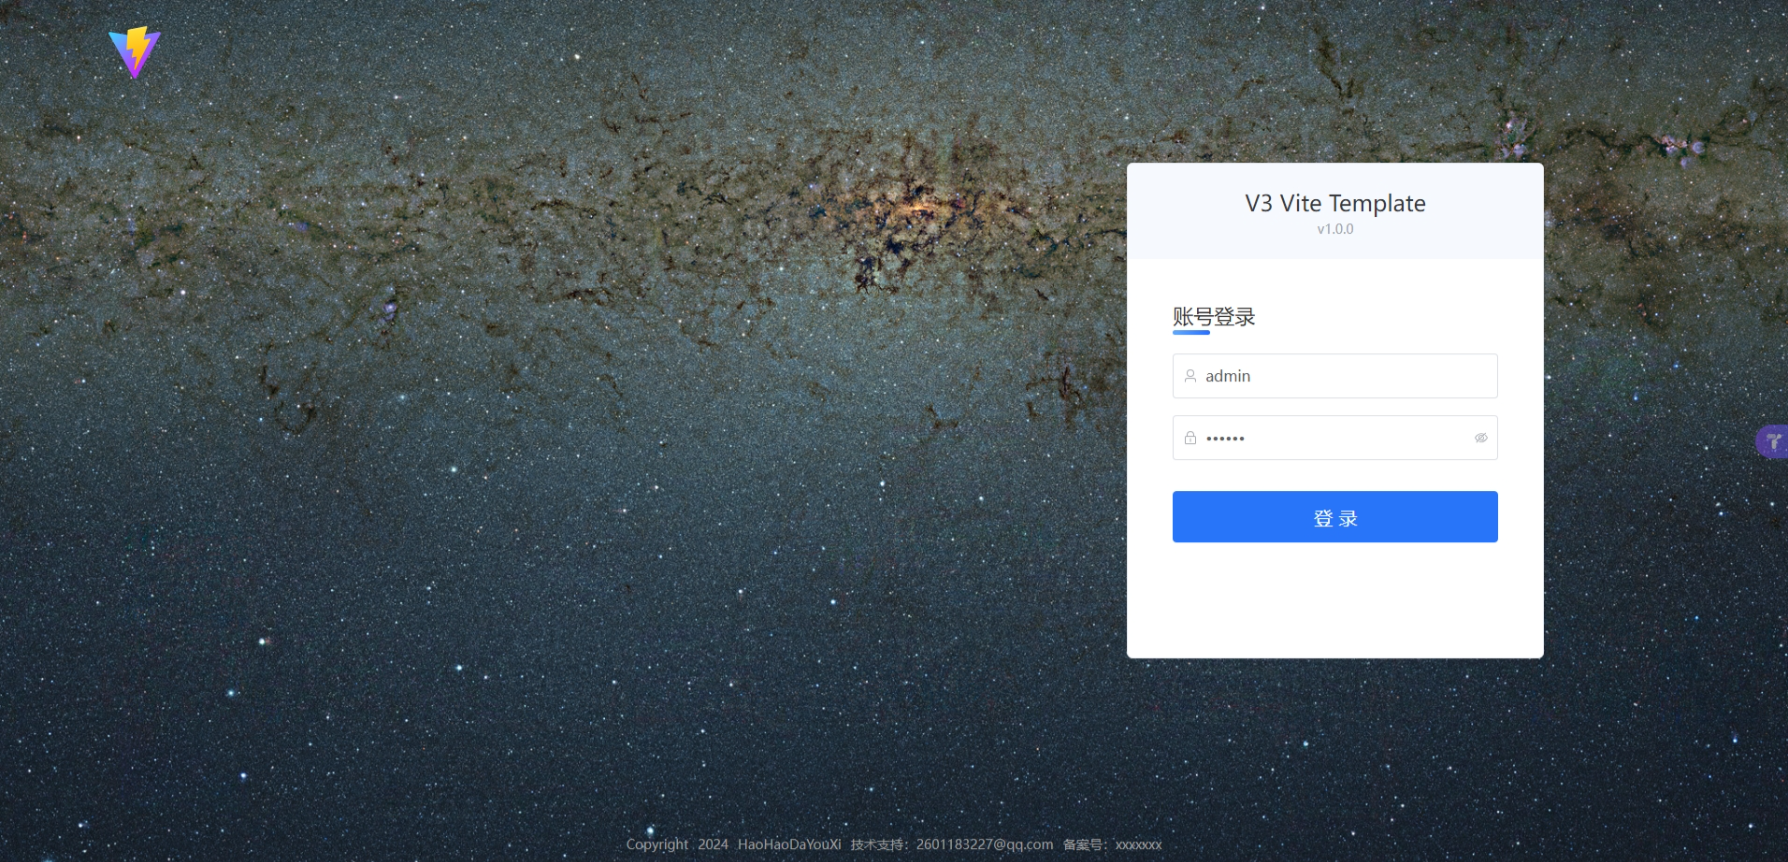 V3 Vite Template
v1.0.0
账号登录
admin
••••••
登 录
Copyright 2024 HaoHaoDaYouXi 技术支持：2601183227@qq.com 备案号：xxxxxxx